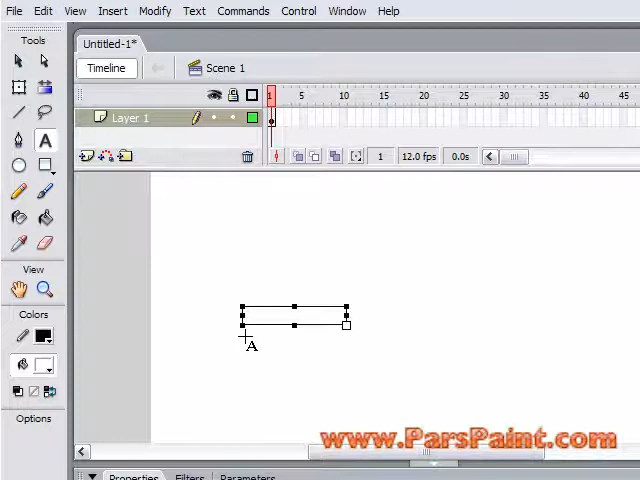 File Edit View Insert Modify Text Commands Control Window Help
Tools
Untitled-1*
Timeline
Scene 1
1 5 10 15 20 25 30 35 40 45
Layer 1
A
1 12.0 fps 0.0s
A
View
Colors
Options
www.ParsPaint.com
Properties Filters Parameters